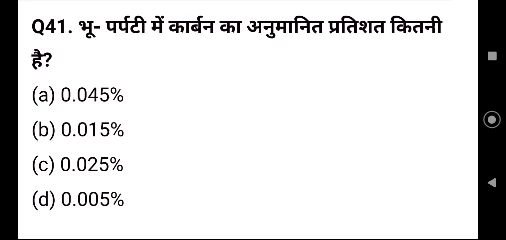 Q41. भू- पर्पटी में कार्बन का अनुमानित प्रतिशत कितनी
है?
(a) 0.045%
(b) 0.015%
(c) 0.025%
(d) 0.005%